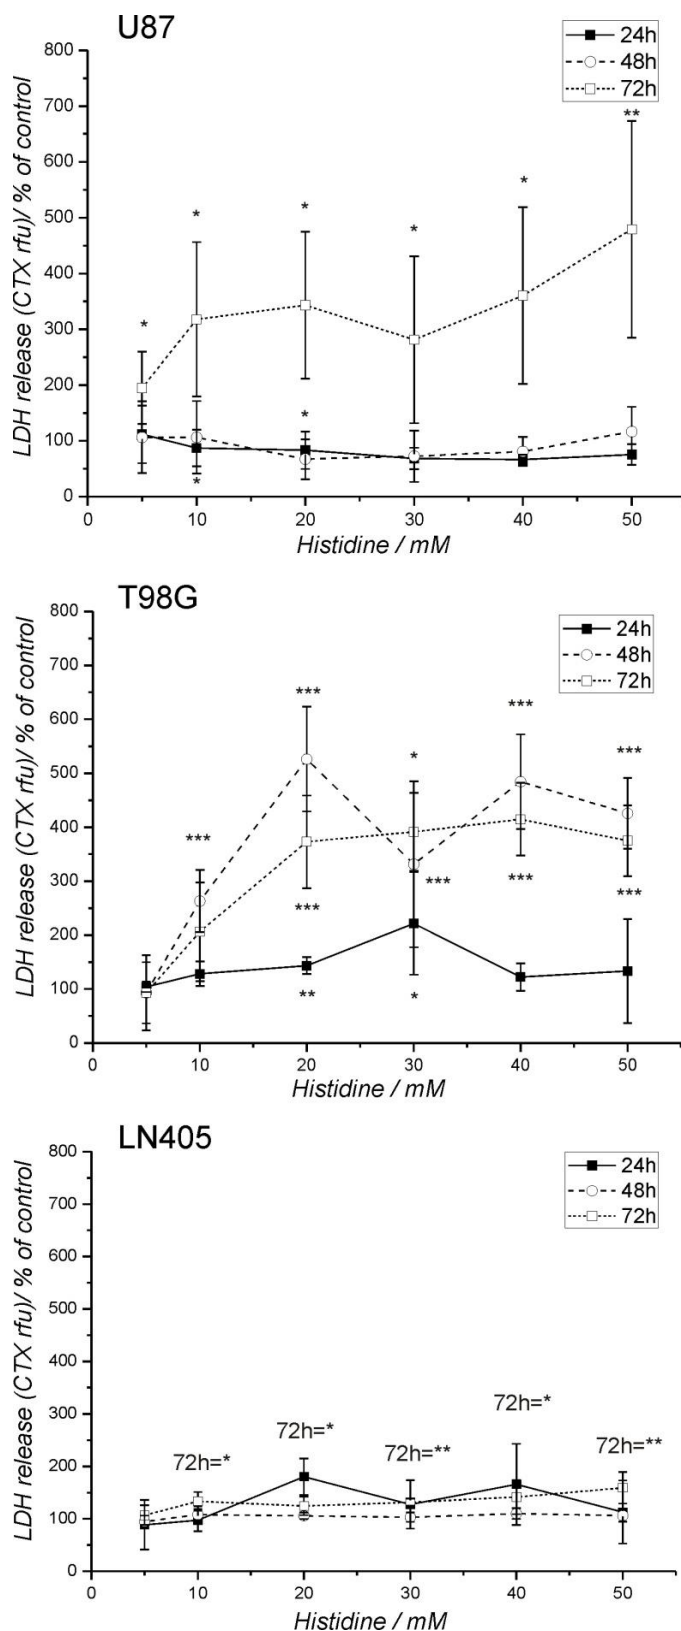 U87
24h
48h
72h
LDH release (CTX rfu)/ % of control
800
700
600
500
400
300
200
100
0
**
*
*
*
*
*
*
*
0
10
20
30
40
50
Histidine / mM
T98G
24h
48h
72h
LDH release (CTX rfu)/ % of control
800
700
600
500
400
300
200
100
0
***
***
***
*
***
***
***
***
***
**
*
0
10
20
30
40
50
Histidine / mM
LN405
24h
48h
72h
LDH release (CTX rfu)/ % of control
800
700
600
500
400
300
200
100
0
72h=*
72h=*
72h=**
72h=*
72h=**
0
10
20
30
40
50
Histidine / mM